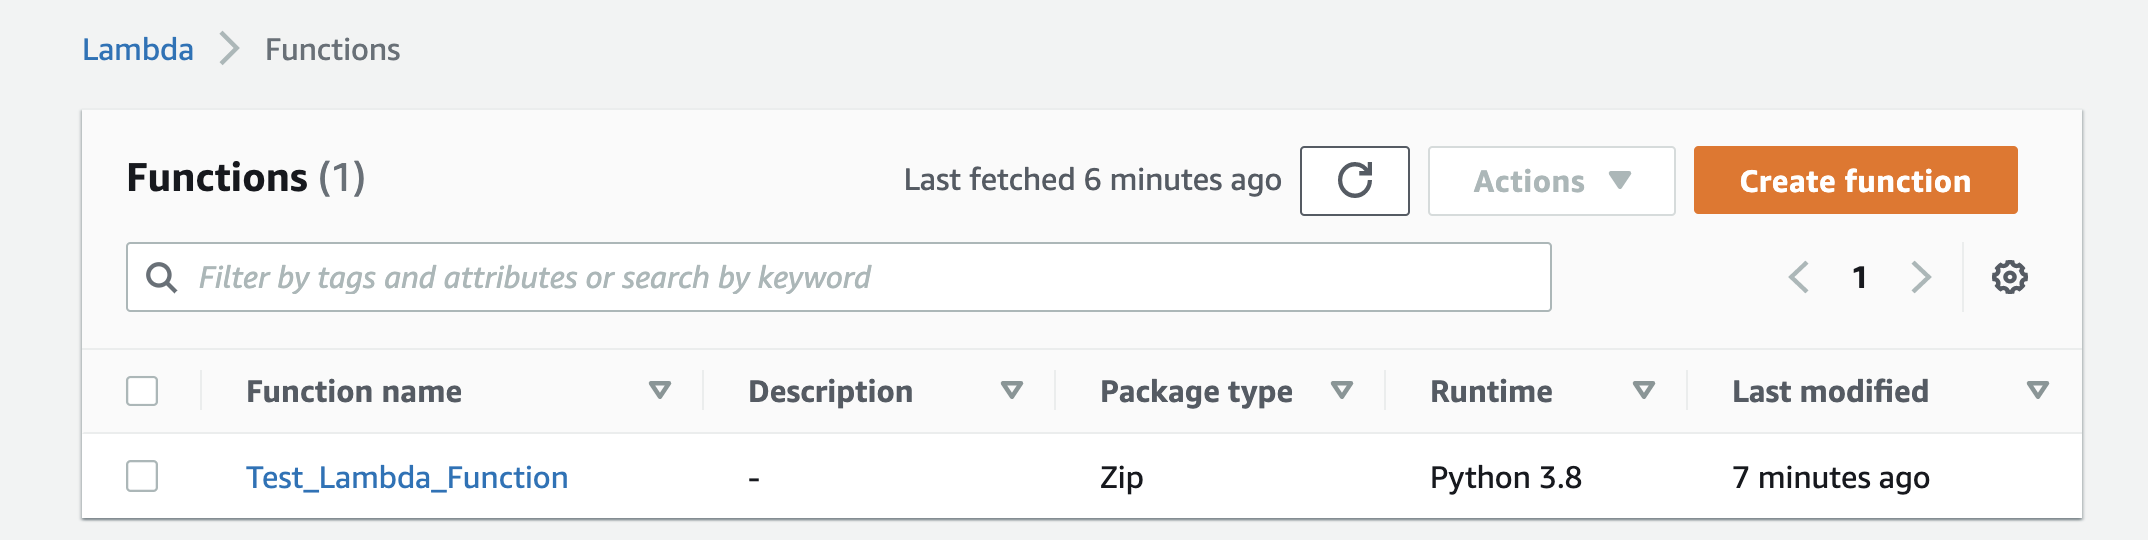 Lambda Functions
Functions (1) Last fetched 6 minutes ago Actions Create function
Filter by tags and attributes or search by keyword 1
Function name Description Package type Runtime Last modified
Test_Lambda_Function - Zip Python 3.8 7 minutes ago